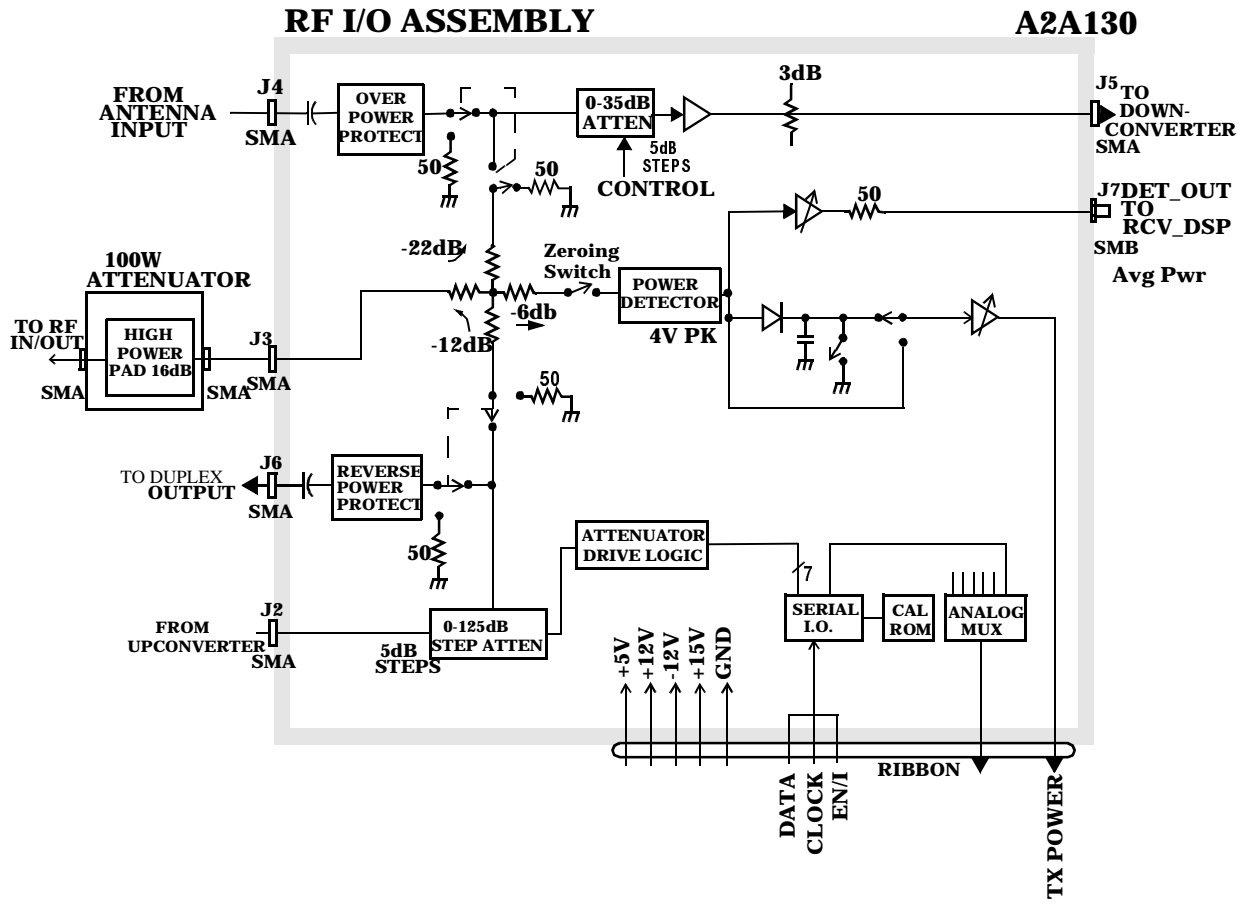 RF I/O ASSEMBLY
A2A130
FROM
ANTENNA
INPUT
J4
SMA
OVER
POWER
PROTECT
50
50
0-35dB
ATTEN
5dB
STEPS
CONTROL
3dB
J5
TO
DOWN-
CONVERTER
SMA
J7
DET_OUT
TO
RCV_DSP
SMB
Avg Pwr
50
100W
ATTENUATOR
TO RF
IN/OUT
HIGH
POWER
PAD 16dB
SMA
SMA
J3
SMA
-22dB
-12dB
-6db
Zeroing
Switch
POWER
DETECTOR
4V PK
50
TO DUPLEX
OUTPUT
J6
SMA
REVERSE
POWER
PROTECT
50
ATTENUATOR
DRIVE LOGIC
7
FROM
UPCONVERTER
J2
SMA
5dB
STEPS
0-125dB
STEP ATTEN
SERIAL
I.O.
CAL
ROM
ANALOG
MUX
+5V
+12V
-12V
+15V
GND
RIBBON
DATA
CLOCK
EN/I
TX POWER